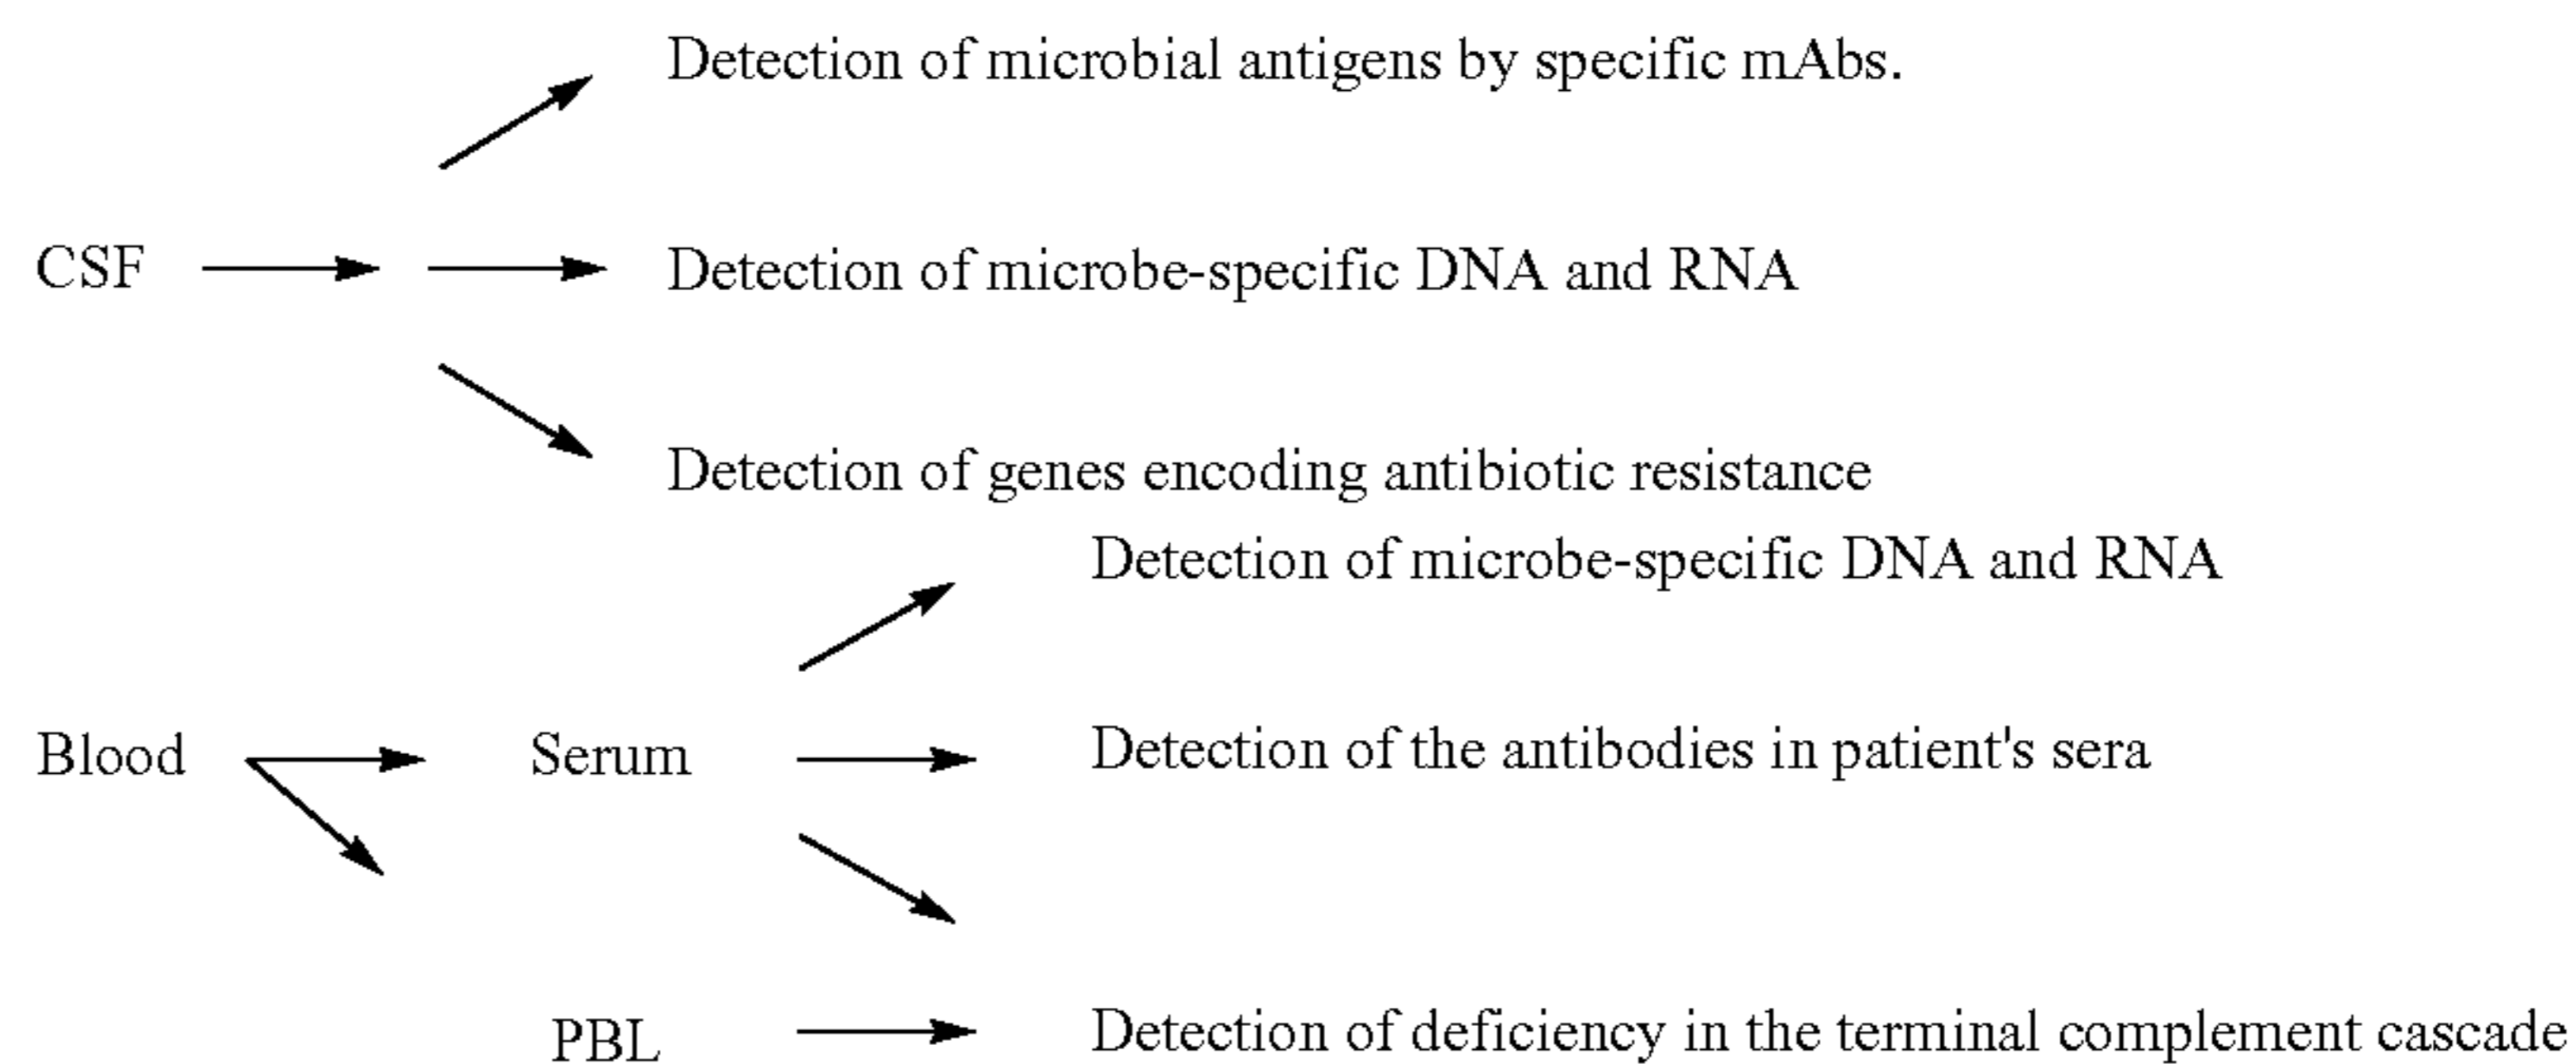 Detection of microbial antigens by specific mAbs.
CSF
Detection of microbe-specific DNA and RNA
Detection of genes encoding antibiotic resistance
Detection of microbe-specific DNA and RNA
Blood
Serum
Detection of the antibodies in patient's sera
PBL
Detection of deficiency in the terminal complement cascade